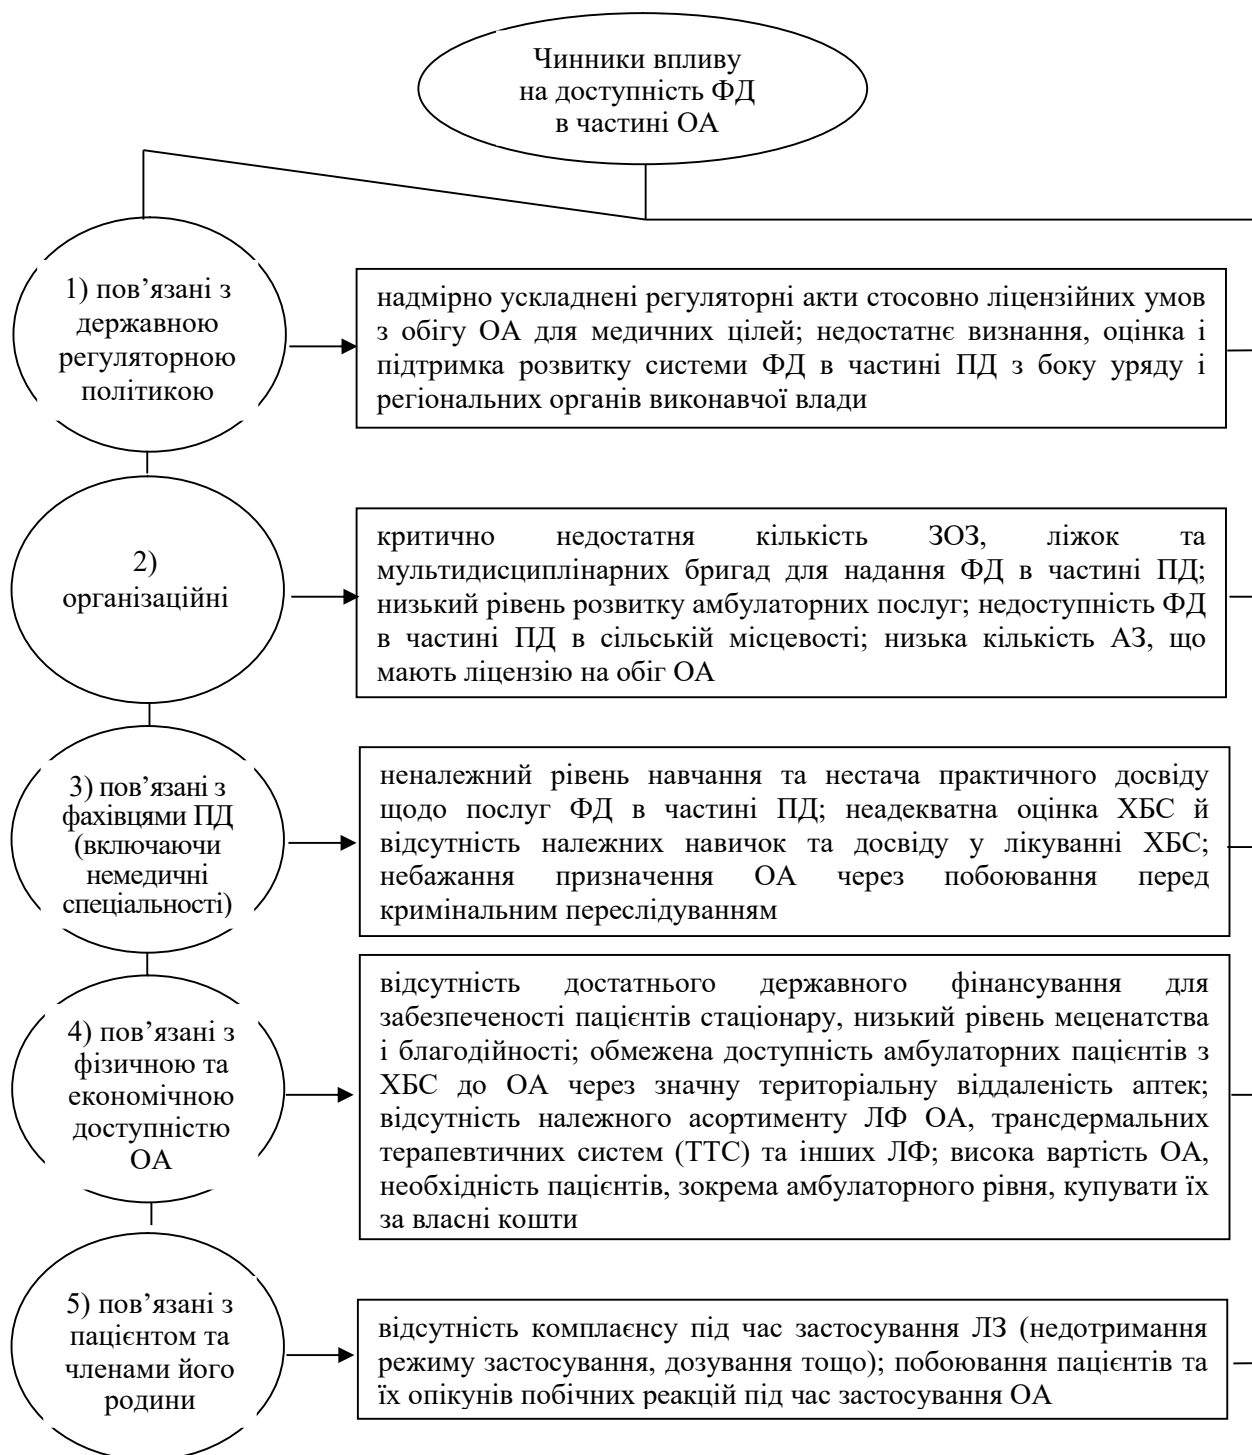 Чинники впливу
на доступність ФД
в частині ОА
1) пов’язані з
державною
регуляторною
політикою
надмірно ускладнені регуляторні акти стосовно ліцензійних умов
з обігу ОА для медичних цілей; недостатнє визнання, оцінка і
підтримка розвитку системи ФД в частині ПД з боку уряду і
регіональних органів виконавчої влади
2)
організаційні
критично недостатня кількість ЗОЗ, ліжок та
мультидисциплінарних бригад для надання ФД в частині ПД;
низький рівень розвитку амбулаторних послуг; недоступність ФД
в частині ПД в сільській місцевості; низька кількість АЗ, що
мають ліцензію на обіг ОА
3) пов’язані з
фахівцями ПД
(включаючи
немедичні
спеціальності)
неналежний рівень навчання та нестача практичного досвіду
щодо послуг ФД в частині ПД; неадекватна оцінка ХБС й
відсутність належних навичок та досвіду у лікуванні ХБС;
небажання призначення ОА через побоювання перед
кримінальним переслідуванням
4) пов’язані з
фізичною та
економічною
доступністю
ОА
відсутність достатнього державного фінансування для
забезпеченості пацієнтів стаціонару, низький рівень меценатства
і благодійності; обмежена доступність амбулаторних пацієнтів з
ХБС до ОА через значну територіальну віддаленість аптек;
відсутність належного асортименту ЛФ ОА, трансдермальних
терапевтичних систем (ТТС) та інших ЛФ; висока вартість ОА,
необхідність пацієнтів, зокрема амбулаторного рівня, купувати їх
за власні кошти
5) пов’язані з
пацієнтом та
членами його
родини
відсутність комплаєнсу під час застосування ЛЗ (недотримання
режиму застосування, дозування тощо); побоювання пацієнтів та
їх опікунів побічних реакцій під час застосування ОА